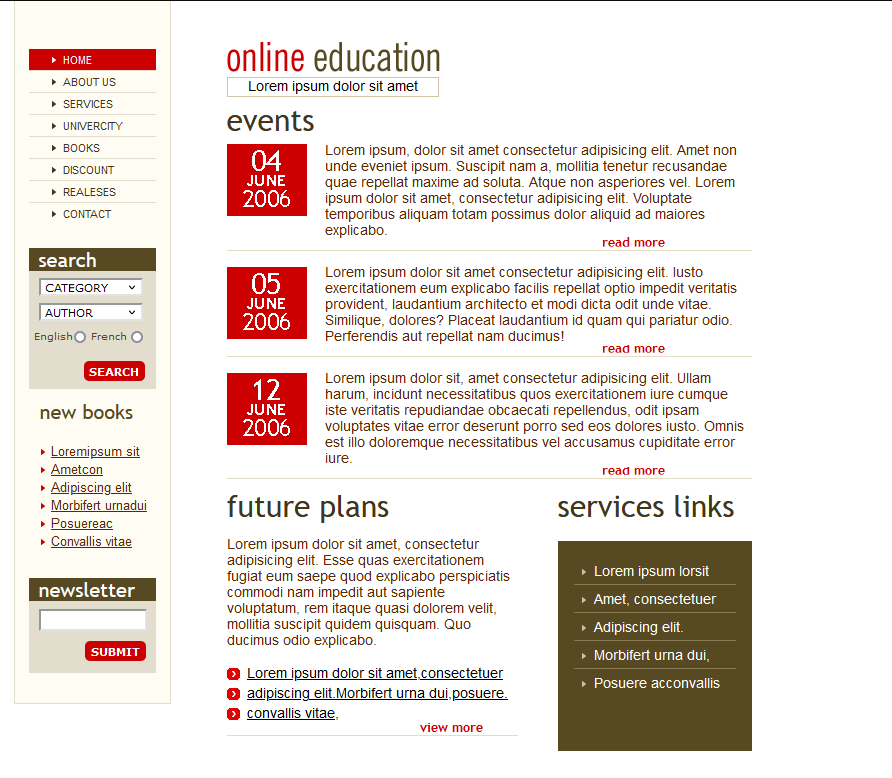 HOME
ABOUT US
SERVICES
UNIVERCITY
BOOKS
DISCOUNT
REALESES
CONTACT
search
CATEGORY
AUTHOR
English French
SEARCH
new books
Loremipsum sit
Ametcon
Adipiscing elit
Morbifert urnadui
Posuereac
Convallis vitae
newsletter
SUBMIT
online education
Lorem ipsum dolor sit amet
events
04
JUNE
2006
Lorem ipsum, dolor sit amet consectetur adipisicing elit. Amet non
unde eveniet ipsum. Suscipit nam a, mollitia tenetur recusandae
quae repellat maxime ad soluta. Atque non asperiores vel. Lorem
ipsum dolor sit amet, consectetur adipisicing elit. Voluptate
temporibus aliquam totam possimus dolor aliquid ad maiores
explicabo.
read more
05
JUNE
2006
Lorem ipsum dolor sit amet consectetur adipisicing elit. Iusto
exercitationem eum explicabo facilis repellat optio impedit veritatis
provident, laudantium architecto et modi dicta odit unde vitae.
Similique, dolores? Placeat laudantium id quam qui pariatur odio.
Perferendis aut repellat nam ducimus!
read more
12
JUNE
2006
Lorem ipsum dolor sit, amet consectetur adipisicing elit. Ullam
harum, incidunt necessitatibus quos exercitationem iure cumque
iste veritatis repudiandae obcaecati repellendus, odit ipsam
voluptates vitae error deserunt porro sed eos dolores iusto. Omnis
est illo doloremque necessitatibus vel accusamus cupiditate error
iure.
read more
future plans
Lorem ipsum dolor sit amet, consectetur
adipisicing elit. Esse quas exercitationem
fugiat eum saepe quod explicabo perspiciatis
commodi nam impedit aut sapiente
voluptatum, rem itaque quasi dolorem velit,
mollitia suscipit quidem quisquam. Quo
ducimus odio explicabo.
Lorem ipsum dolor sit amet,consectetuer
adipiscing elit.Morbifert urna dui,posuere.
convallis vitae,
view more
services links
Lorem ipsum lorsit
Amet, consectetuer
Adipiscing elit.
Morbifert urna dui,
Posuere acconvallis